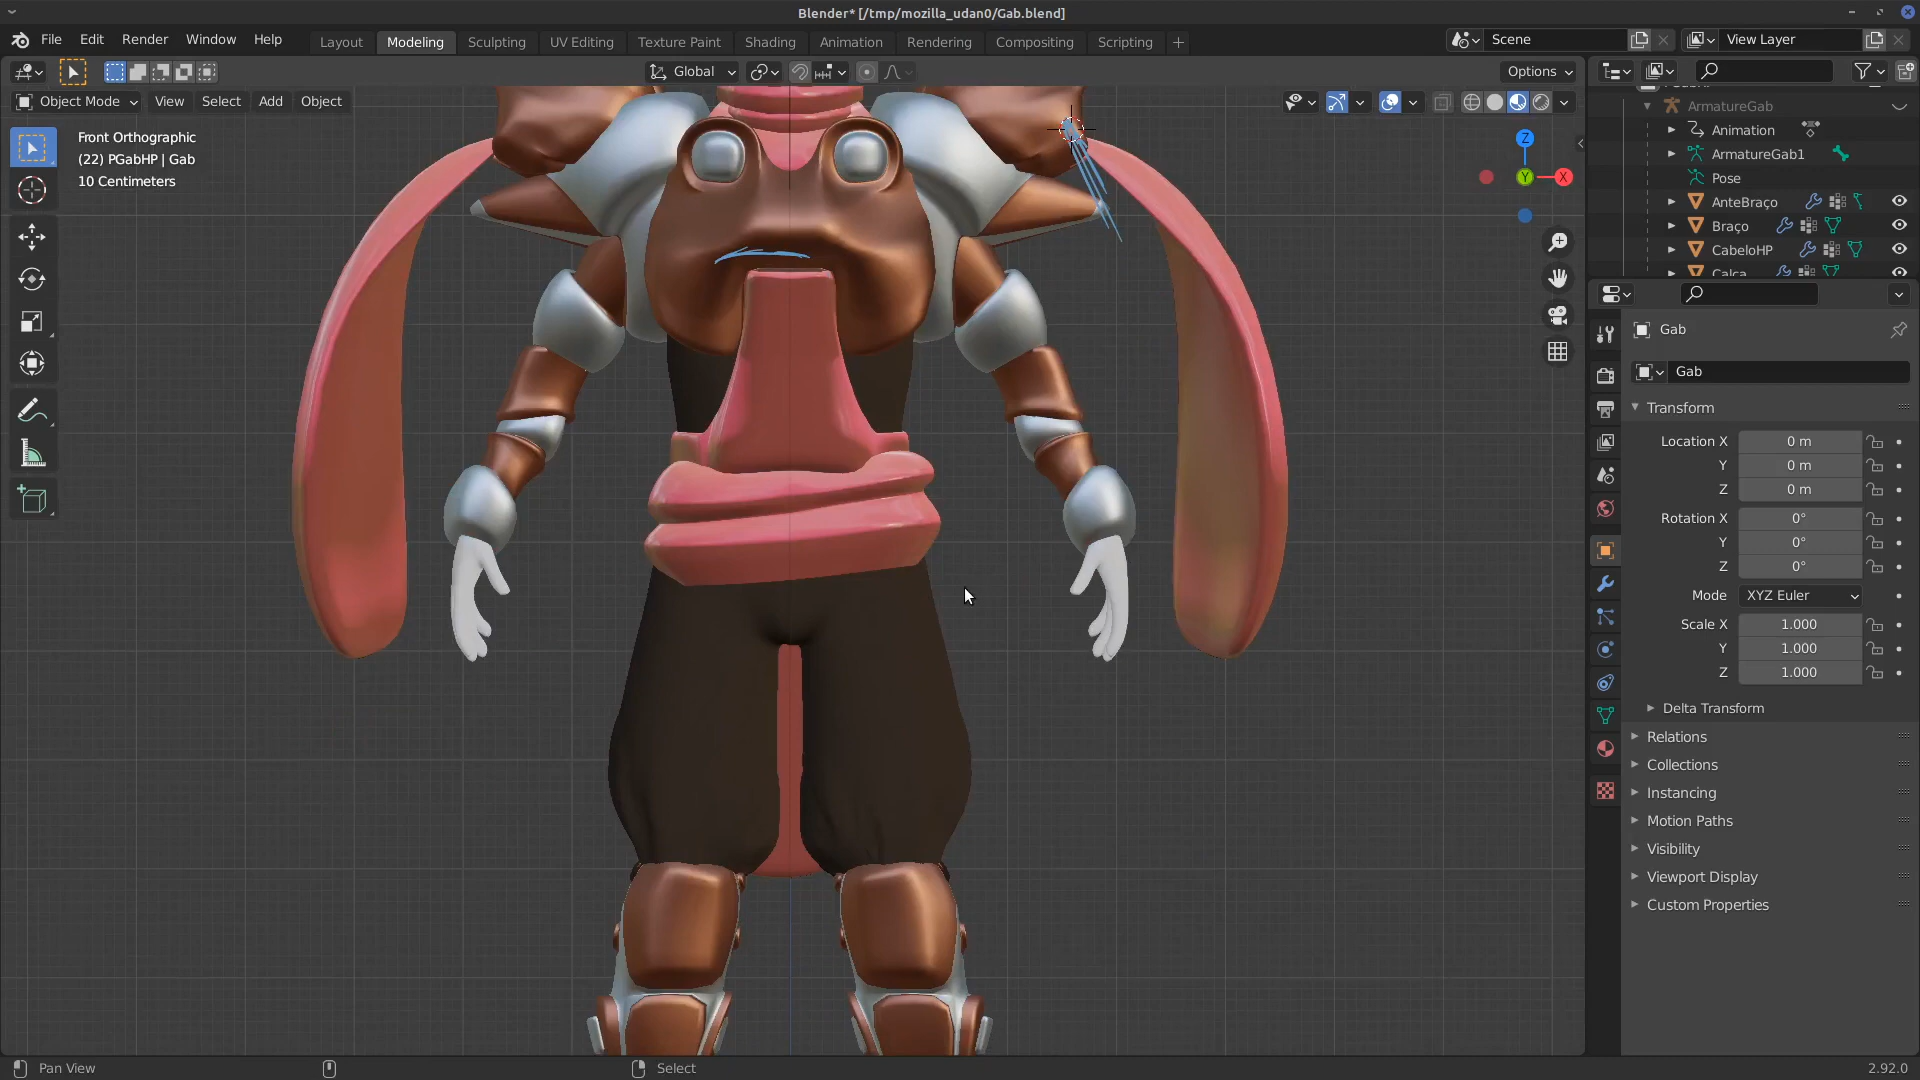 Blender* [/tmp/mozilla_udan0/Gab.blend]
File Edit Render Window Help
Layout Modeling Sculpting UV Editing Texture Paint Shading Animation Rendering Compositing Scripting
Scene
View Layer
Global
Options
Object Mode View Select Add Object
Front Orthographic
(22) PGabHP | Gab
10 Centimeters
Z
Y
X
ArmatureGab
Animation
ArmatureGab1
Pose
AnteBraço
Braço
CabeloHP
Calça
Gab
Gab
Transform
Location X 0 m
Y 0 m
Z 0 m
Rotation X 0°
Y 0°
Z 0°
Mode XYZ Euler
Scale X 1.000
Y 1.000
Z 1.000
Delta Transform
Relations
Collections
Instancing
Motion Paths
Visibility
Viewport Display
Custom Properties
Pan View
Select
2.92.0